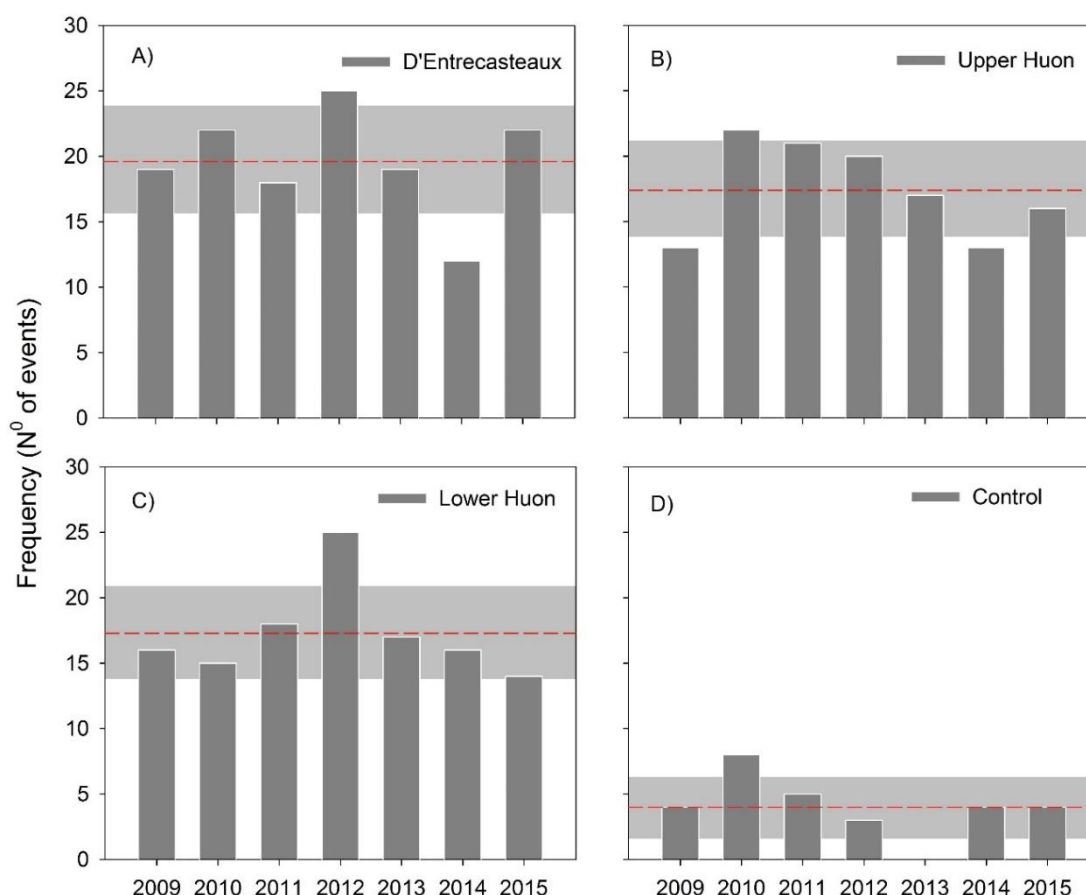 Frequency (N⁰ of events)
30
25
20
15
10
5
0
A)
D'Entrecasteaux
B)
Upper Huon
30
25
20
15
10
5
0
C)
Lower Huon
D)
Control
2009 2010 2011 2012 2013 2014 2015
2009 2010 2011 2012 2013 2014 2015